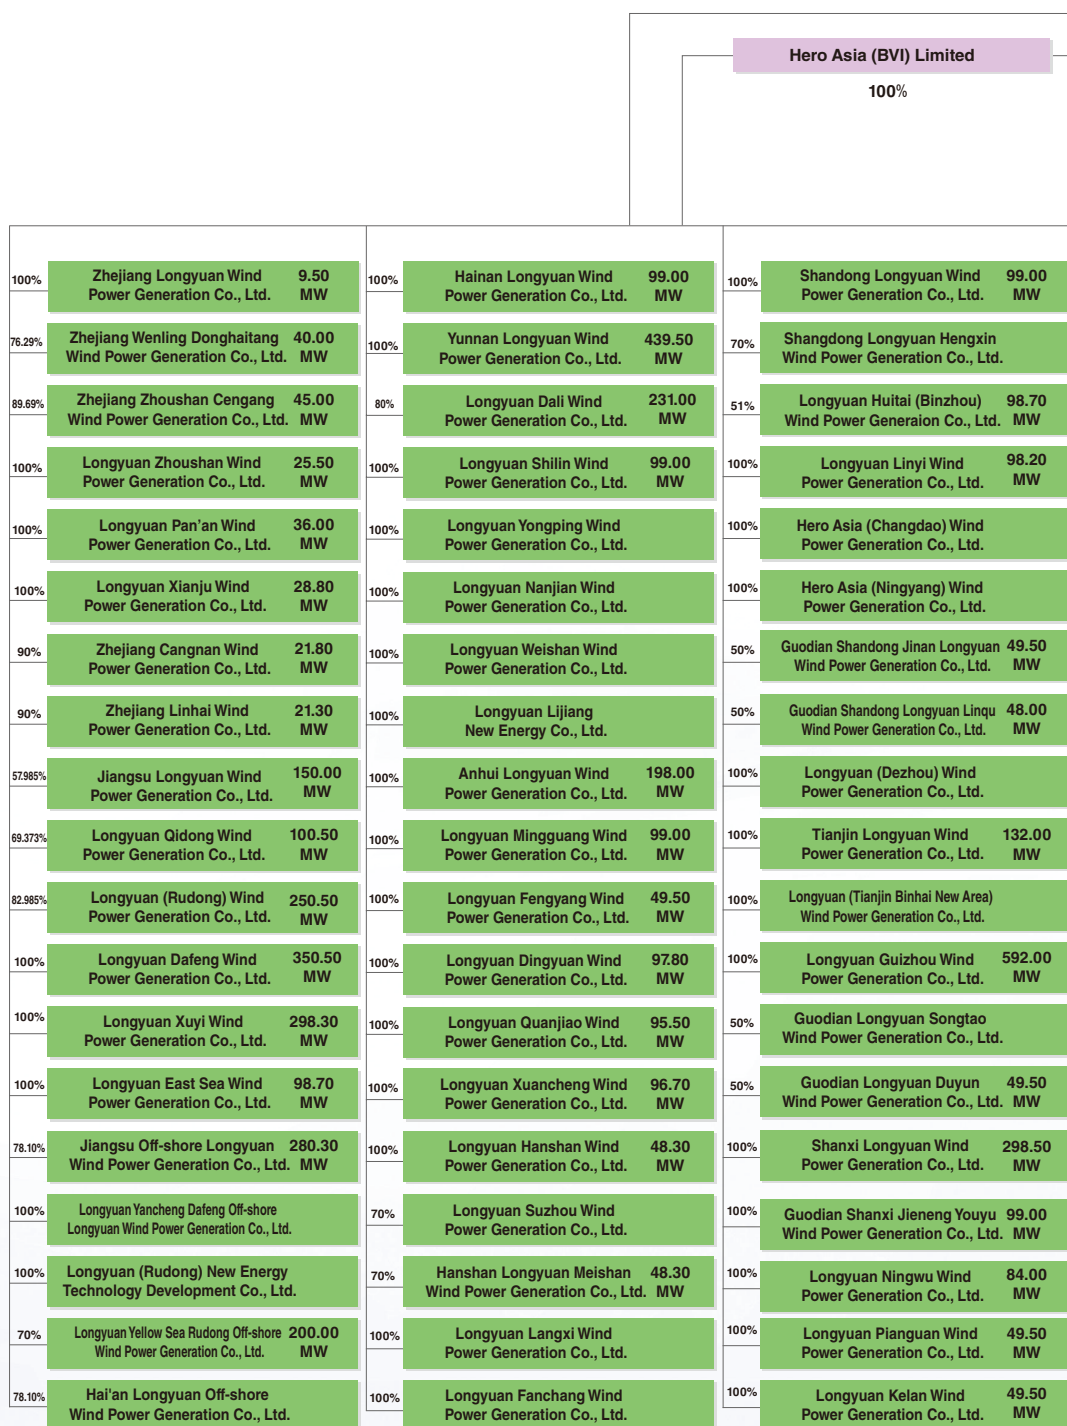 Hero Asia (BVI) Limited
100%
100%
Zhejiang Longyuan Wind 9.50
Power Generation Co., Ltd. MW
76.29%
Zhejiang Wenling Donghaitang 40.00
Wind Power Generation Co., Ltd. MW
89.69%
Zhejiang Zhoushan Cengang 45.00
Wind Power Generation Co., Ltd. MW
100%
Longyuan Zhoushan Wind 25.50
Power Generation Co., Ltd. MW
100%
Longyuan Pan'an Wind 36.00
Power Generation Co., Ltd. MW
100%
Longyuan Xianju Wind 28.80
Power Generation Co., Ltd. MW
90%
Zhejiang Cangnan Wind 21.80
Power Generation Co., Ltd. MW
90%
Zhejiang Linhai Wind 21.30
Power Generation Co., Ltd. MW
57.985%
Jiangsu Longyuan Wind 150.00
Power Generation Co., Ltd. MW
69.373%
Longyuan Qidong Wind 100.50
Power Generation Co., Ltd. MW
82.985%
Longyuan (Rudong) Wind 250.50
Power Generation Co., Ltd. MW
100%
Longyuan Dafeng Wind 350.50
Power Generation Co., Ltd. MW
100%
Longyuan Xuyi Wind 298.30
Power Generation Co., Ltd. MW
100%
Longyuan East Sea Wind 98.70
Power Generation Co., Ltd. MW
78.10%
Jiangsu Off-shore Longyuan 280.30
Wind Power Generation Co., Ltd. MW
100%
Longyuan Yancheng Dafeng Off-shore
Longyuan Wind Power Generation Co., Ltd.
100%
Longyuan (Rudong) New Energy
Technology Development Co., Ltd.
70%
Longyuan Yellow Sea Rudong Off-shore 200.00
Wind Power Generation Co., Ltd. MW
78.10%
Hai'an Longyuan Off-shore
Wind Power Generation Co., Ltd.
100%
Hainan Longyuan Wind 99.00
Power Generation Co., Ltd. MW
100%
Yunnan Longyuan Wind 439.50
Power Generation Co., Ltd. MW
80%
Longyuan Dali Wind 231.00
Power Generation Co., Ltd. MW
100%
Longyuan Shilin Wind 99.00
Power Generation Co., Ltd. MW
100%
Longyuan Yongping Wind
Power Generation Co., Ltd.
100%
Longyuan Nanjian Wind
Power Generation Co., Ltd.
100%
Longyuan Weishan Wind
Power Generation Co., Ltd.
100%
Longyuan Lijiang
New Energy Co., Ltd.
100%
Anhui Longyuan Wind 198.00
Power Generation Co., Ltd. MW
100%
Longyuan Mingguang Wind 99.00
Power Generation Co., Ltd. MW
100%
Longyuan Fengyang Wind 49.50
Power Generation Co., Ltd. MW
100%
Longyuan Dingyuan Wind 97.80
Power Generation Co., Ltd. MW
100%
Longyuan Quanjiao Wind 95.50
Power Generation Co., Ltd. MW
100%
Longyuan Xuancheng Wind 96.70
Power Generation Co., Ltd. MW
100%
Longyuan Hanshan Wind 48.30
Power Generation Co., Ltd. MW
70%
Longyuan Suzhou Wind
Power Generation Co., Ltd.
70%
Hanshan Longyuan Meishan 48.30
Wind Power Generation Co., Ltd. MW
100%
Longyuan Langxi Wind
Power Generation Co., Ltd.
100%
Longyuan Fanchang Wind
Power Generation Co., Ltd.
100%
Shandong Longyuan Wind 99.00
Power Generation Co., Ltd. MW
70%
Shangdong Longyuan Hengxin
Wind Power Generation Co., Ltd.
51%
Longyuan Huitai (Binzhou) 98.70
Wind Power Generaion Co., Ltd. MW
100%
Longyuan Linyi Wind 98.20
Power Generation Co., Ltd. MW
100%
Hero Asia (Changdao) Wind
Power Generation Co., Ltd.
100%
Hero Asia (Ningyang) Wind
Power Generation Co., Ltd.
50%
Guodian Shandong Jinan Longyuan 49.50
Wind Power Generation Co., Ltd. MW
50%
Guodian Shandong Longyuan Linqu 48.00
Wind Power Generation Co., Ltd. MW
100%
Longyuan (Dezhou) Wind
Power Generation Co., Ltd.
100%
Tianjin Longyuan Wind 132.00
Power Generation Co., Ltd. MW
100%
Longyuan (Tianjin Binhai New Area)
Wind Power Generation Co., Ltd.
100%
Longyuan Guizhou Wind 592.00
Power Generation Co., Ltd. MW
50%
Guodian Longyuan Songtao
Wind Power Generation Co., Ltd.
50%
Guodian Longyuan Duyun 49.50
Wind Power Generation Co., Ltd. MW
100%
Shanxi Longyuan Wind 298.50
Power Generation Co., Ltd. MW
100%
Guodian Shanxi Jieneng Youyu 99.00
Wind Power Generation Co., Ltd. MW
100%
Longyuan Ningwu Wind 84.00
Power Generation Co., Ltd. MW
100%
Longyuan Pianguan Wind 49.50
Power Generation Co., Ltd. MW
100%
Longyuan Kelan Wind 49.50
Power Generation Co., Ltd. MW